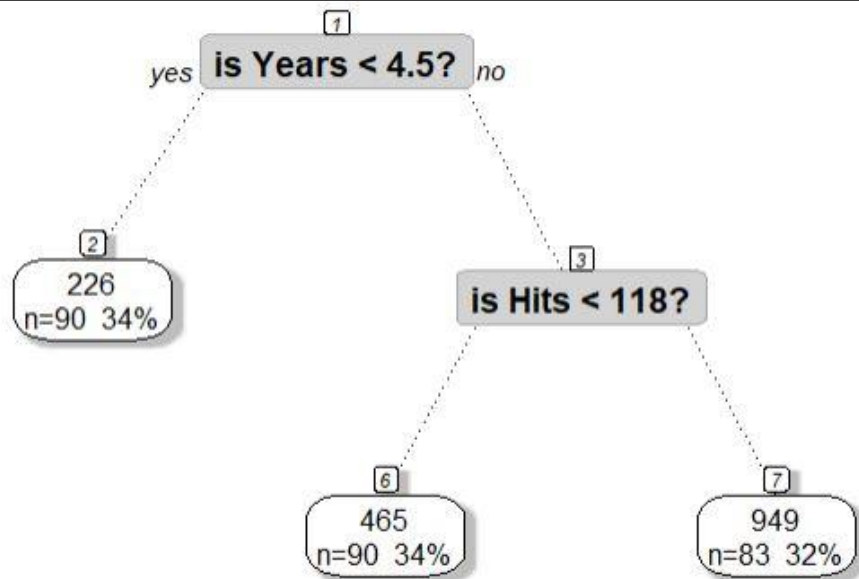 1
yes is Years < 4.5? no
2
226
n=90 34%
3
is Hits < 118?
6
465
n=90 34%
7
949
n=83 32%